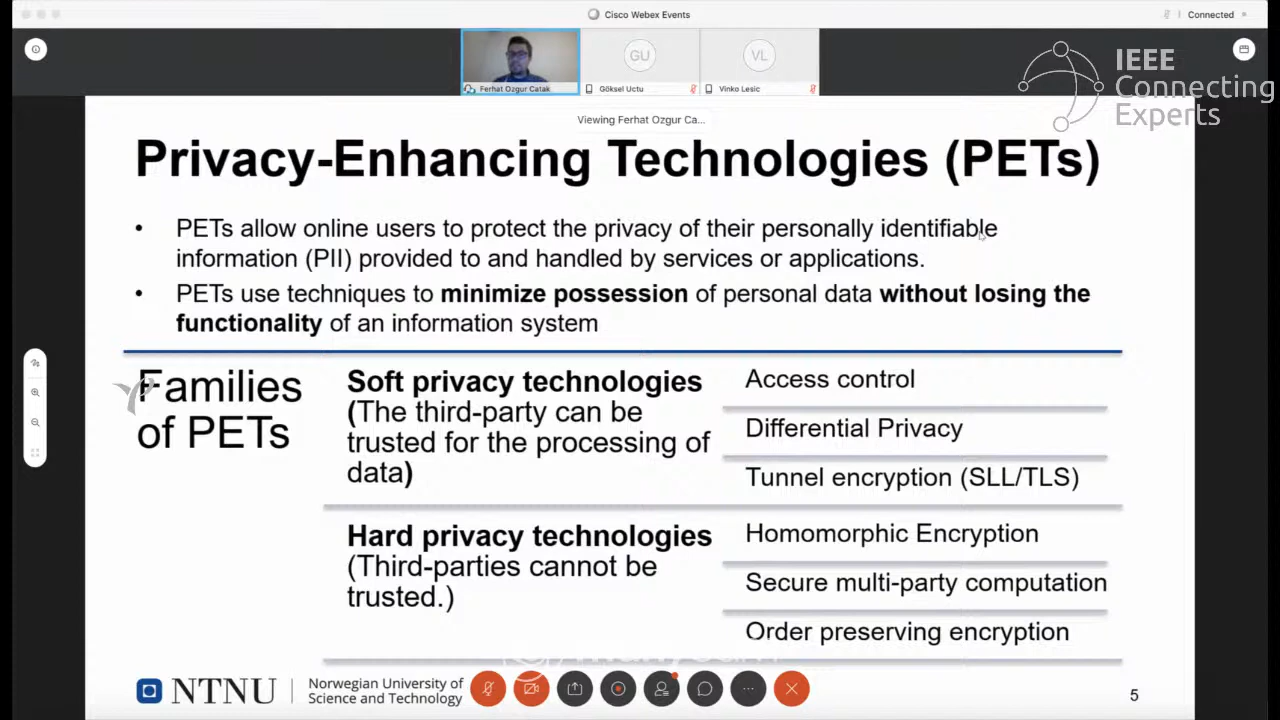 Cisco Webex Events
Connected
GU
VL
Ferhat Ozgur Catak
Göksel Uctu
Vinko Lesic
IEEE
Connecting
Experts
Viewing Ferhat Ozgur Ca...
Privacy-Enhancing Technologies (PETs)
• PETs allow online users to protect the privacy of their personally identifiable
information (PII) provided to and handled by services or applications.
• PETs use techniques to minimize possession of personal data without losing the
functionality of an information system
Families
of PETs
Soft privacy technologies
(The third-party can be
trusted for the processing of
data)
Access control
Differential Privacy
Tunnel encryption (SLL/TLS)
Hard privacy technologies
(Third-parties cannot be
trusted.)
Homomorphic Encryption
Secure multi-party computation
Order preserving encryption
NTNU
Norwegian University of
Science and Technology
5